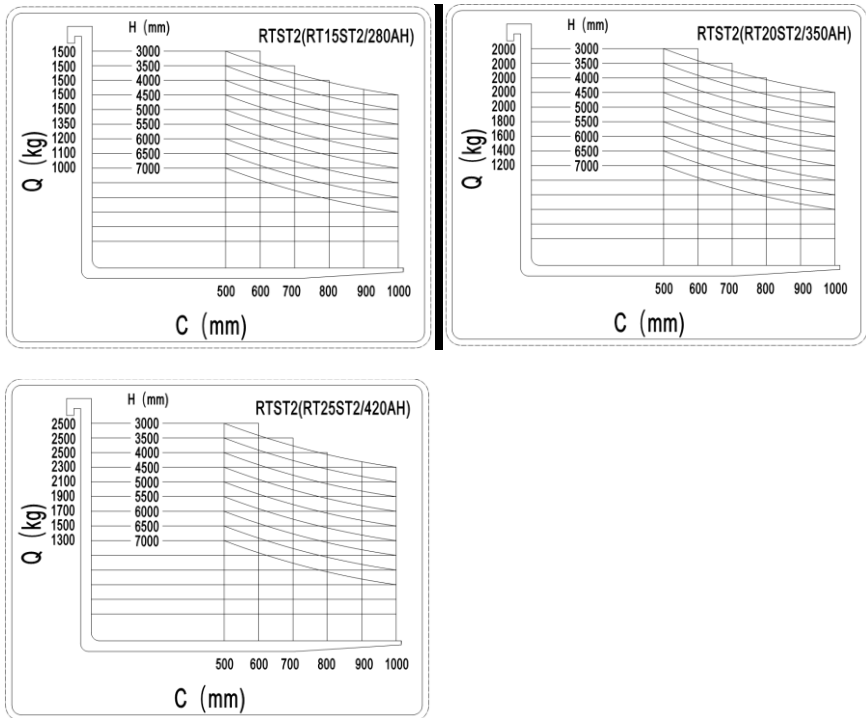 H (mm)
RTST2(RT15ST2/280AH)
1500 3000
1500 3500
1500 4000
1500 4500
1500 5000
1350 5500
1200 6000
1100 6500
1000 7000
Q (kg)
500 600 700 800 900 1000
C (mm)
H (mm)
RTST2(RT20ST2/350AH)
2000 3000
2000 3500
2000 4000
2000 4500
2000 5000
1800 5500
1600 6000
1400 6500
1200 7000
Q (kg)
500 600 700 800 900 1000
C (mm)
H (mm)
RTST2(RT25ST2/420AH)
2500 3000
2500 3500
2500 4000
2300 4500
2100 5000
1900 5500
1700 6000
1500 6500
1300 7000
Q (kg)
500 600 700 800 900 1000
C (mm)